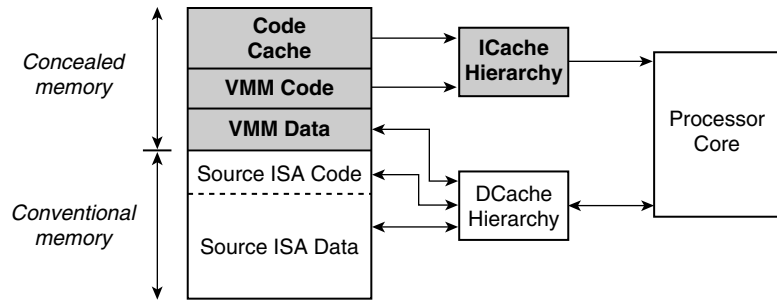 Concealed
memory
Conventional
memory
Code
Cache
VMM Code
VMM Data
Source ISA Code
Source ISA Data
ICache
Hierarchy
DCache
Hierarchy
Processor
Core